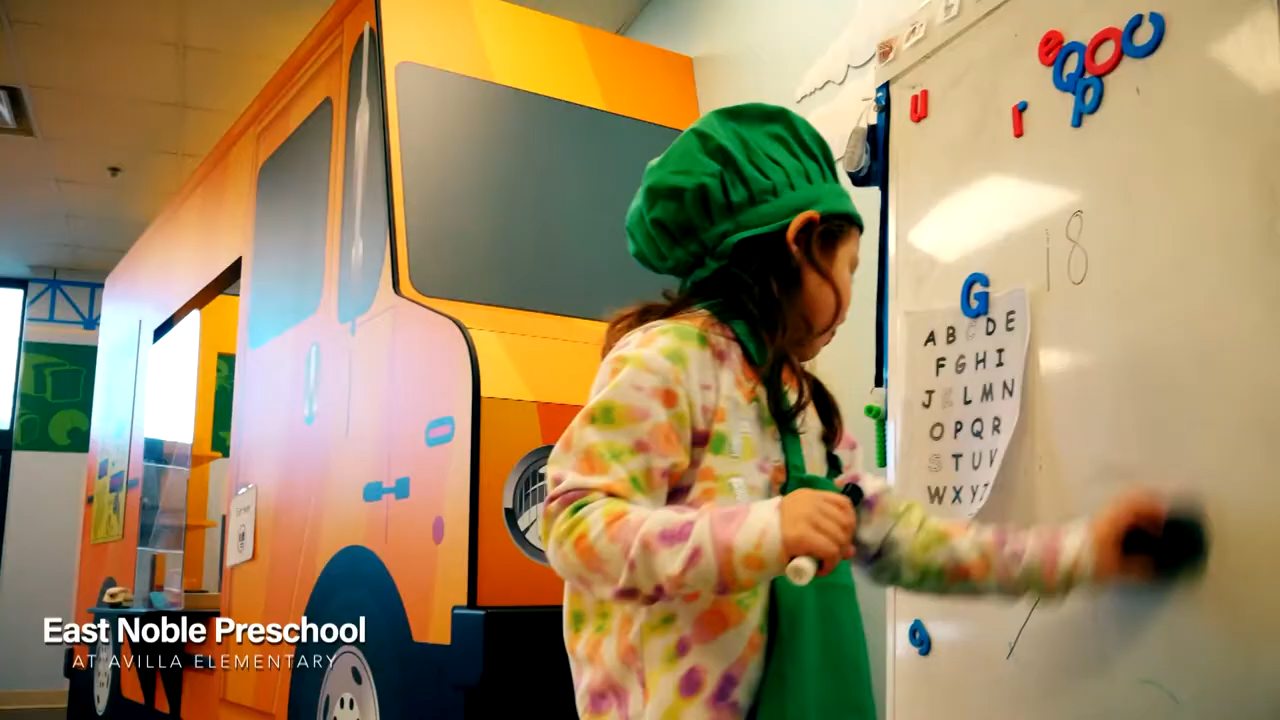 e Q o c
p
u r
18
G
A B C D E
F G H I
J K L M N
O P Q R
S T U V
W X Y Z
g
East Noble Preschool
AT AVILLA ELEMENTARY